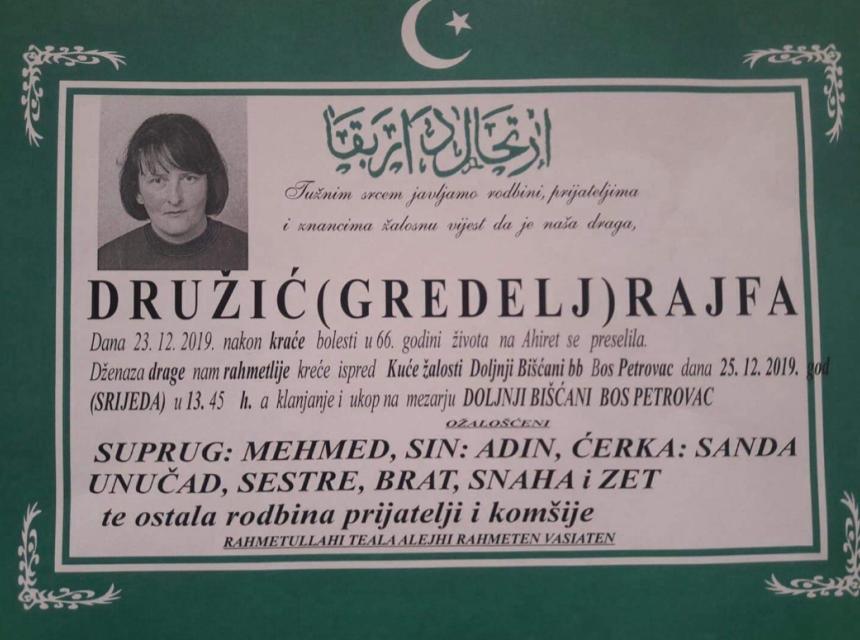 ارتحال دار بقا
Tužnim srcem javljamo rodbini, prijateljima
i znancima žalosnu vijest da je naša draga,
DRUŽIĆ(GREDELJ)RAJFA
Dana 23. 12. 2019. nakon kraće bolesti u 66. godini života na Ahiret se preselila.
Dženaza drage nam rahmetlije kreće ispred Kuće žalosti Doljnji Bišćani bb Bos Petrovac dana 25. 12. 2019. god
(SRIJEDA) u 13. 45 h. a klanjanje i ukop na mezarju DOLJNJI BIŠĆANI BOS PETROVAC
OŽALOŠĆENI
SUPRUG: MEHMED, SIN: ADIN, ĆERKA: SANDA
UNUČAD, SESTRE, BRAT, SNAHA i ZET
te ostala rodbina prijatelji i komšije
RAHMETULLAHI TEALA ALEJHI RAHMETEN VASIATEN